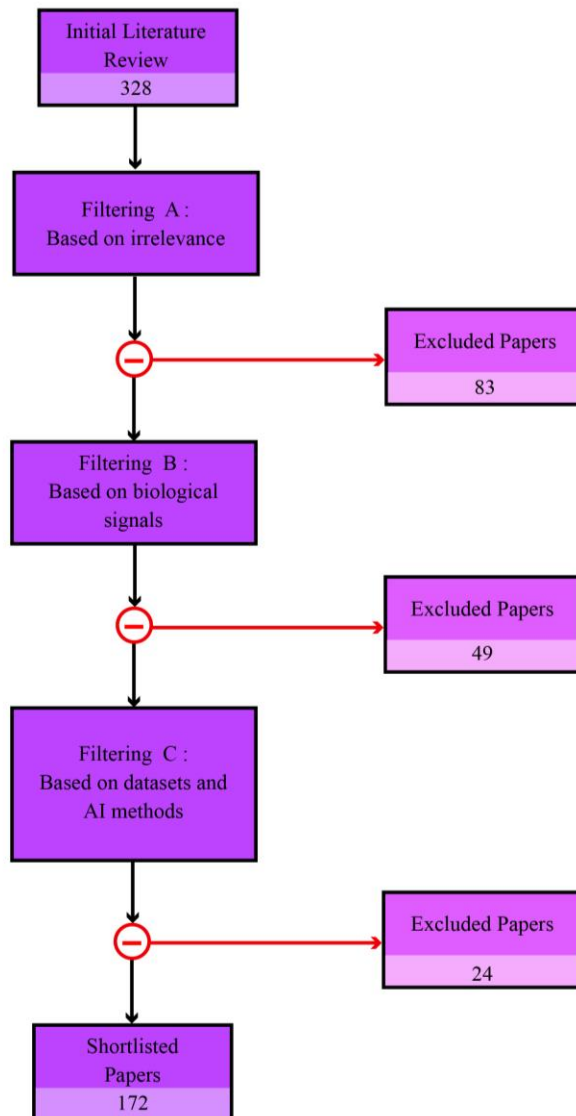 Initial Literature
Review
328
Filtering A :
Based on irrelevance
Excluded Papers
83
Filtering B :
Based on biological
signals
Excluded Papers
49
Filtering C :
Based on datasets and
AI methods
Excluded Papers
24
Shortlisted
Papers
172